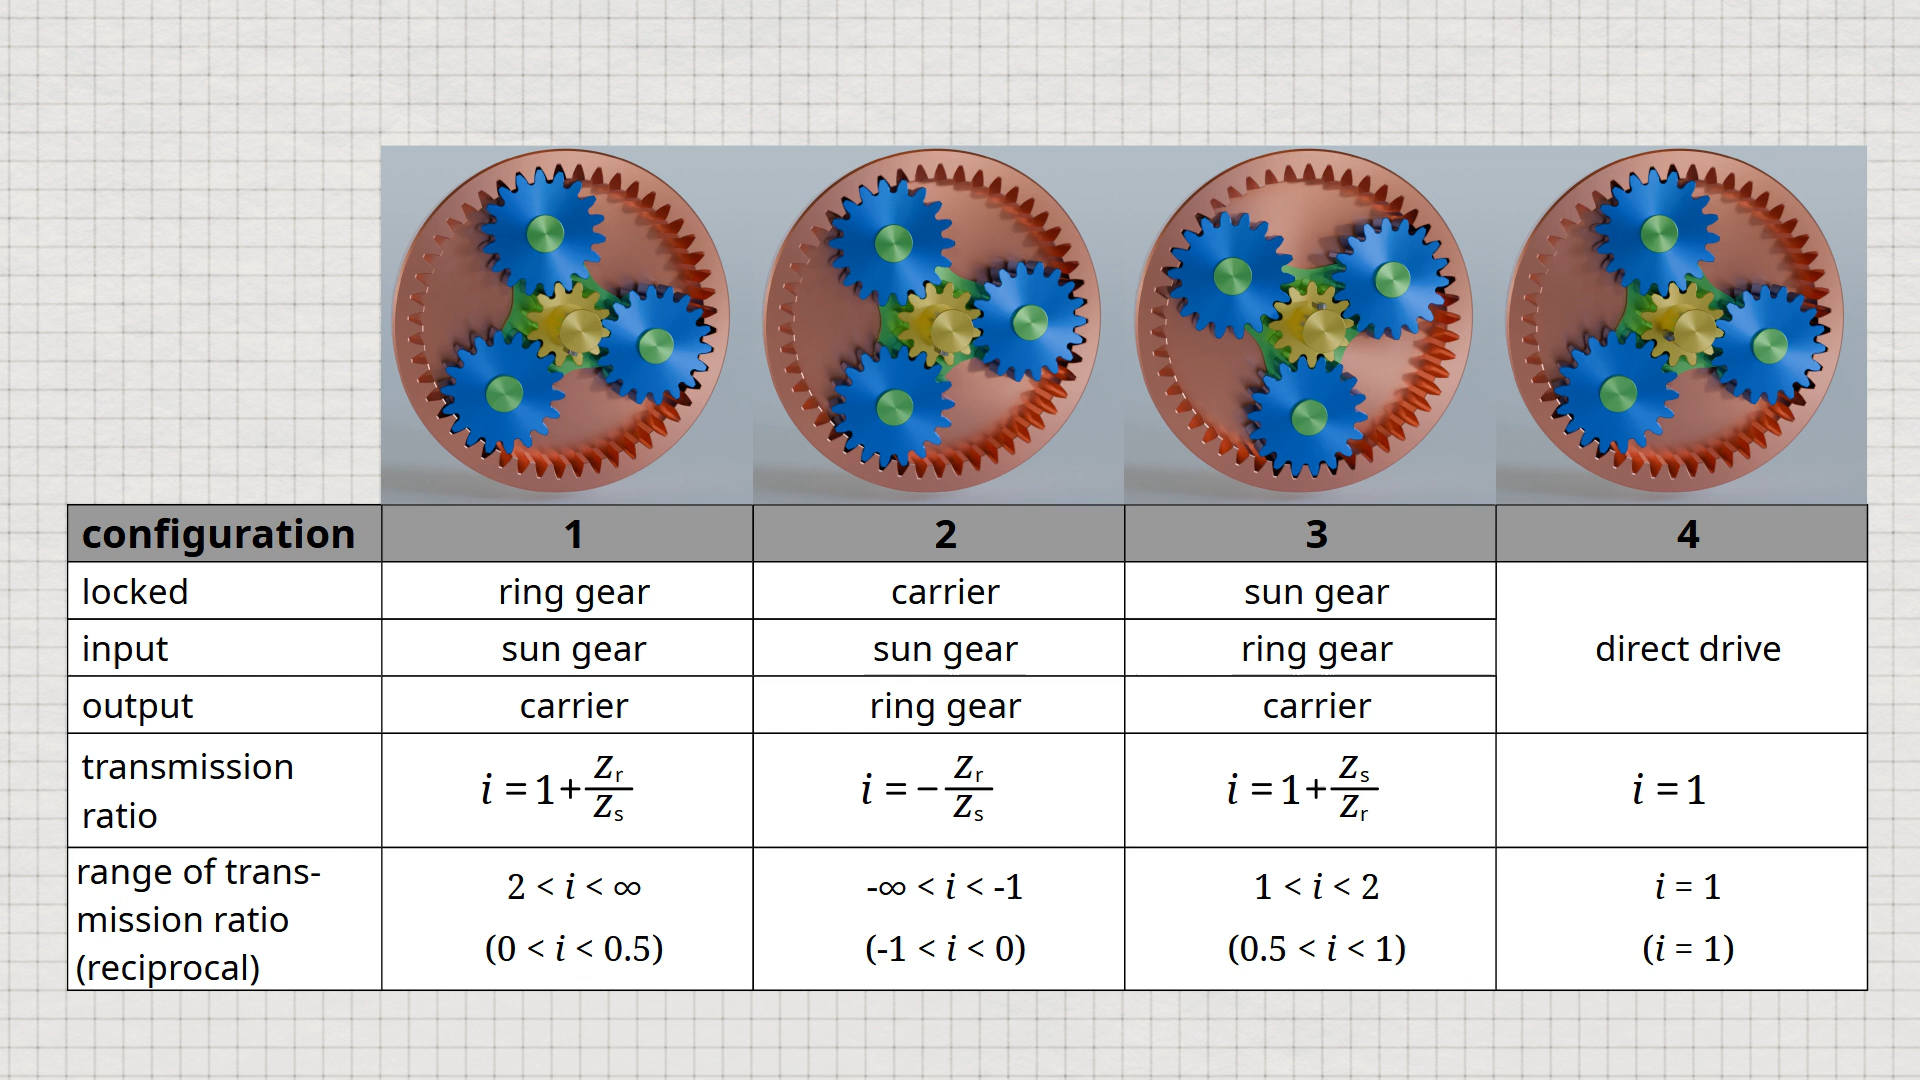 configuration 1 2 3 4
locked ring gear carrier sun gear direct drive
input sun gear sun gear ring gear
output carrier ring gear carrier
transmission
ratio
i = 1 + zr/zs i = − zr/zs i = 1 + zs/zr i = 1
range of trans-
mission ratio
(reciprocal)
2 < i < ∞ -∞ < i < -1 1 < i < 2 i = 1
(0 < i < 0.5) (-1 < i < 0) (0.5 < i < 1) (i = 1)